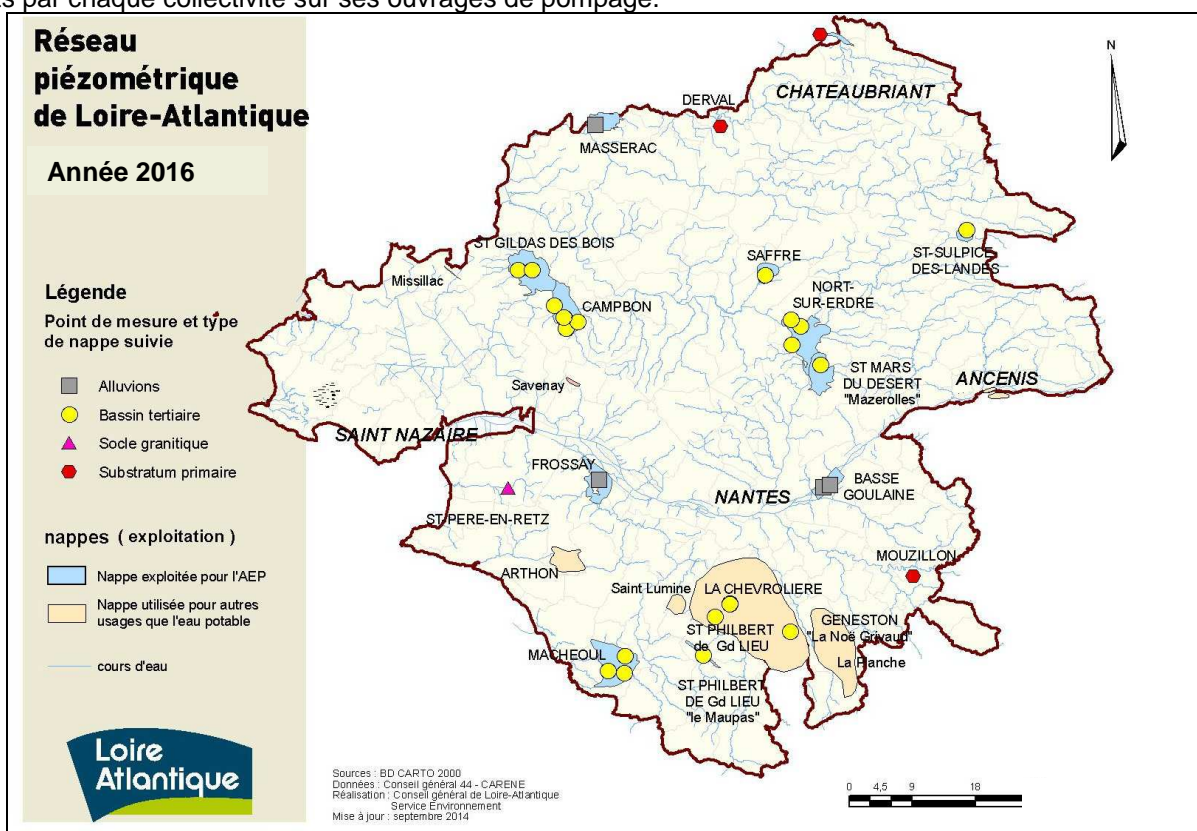 ts par chaque collectivité sur ses ouvrages de pompage.
Réseau
piézométrique
de Loire-Atlantique
Année 2016
Légende
Point de mesure et type
de nappe suivie
Alluvions
Bassin tertiaire
Socle granitique
Substratum primaire
nappes ( exploitation )
Nappe exploitée pour l'AEP
Nappe utilisée pour autres
usages que l'eau potable
cours d'eau
Loire
Atlantique
N
CHATEAUBRIANT
DERVAL
MASSERAC
ST GILDAS DES BOIS
Missillac
CAMPBON
SAFFRE
ST-SULPICE
DES-LANDES
NORT-
SUR-ERDRE
ST MARS
DU DESERT
"Mazerolles"
ANCENIS
Savenay
SAINT NAZAIRE
FROSSAY
NANTES
BASSE
GOULAINE
ST-PERE-EN-RETZ
MOUZILLON
ARTHON
Saint Lumine
LA CHEVROLIERE
ST PHILBERT
de Gd LIEU
GENESTON
"La Noë Grivaud"
La Planche
MACHEOUL
ST PHILBERT
DE Gd LIEU
"le Maupas"
Sources : BD CARTO 2000
Données : Conseil général 44 - CARENE
Réalisation : Conseil général de Loire-Atlantique
Service Environnement
Mise à jour : septembre 2014
0 4,5 9 18